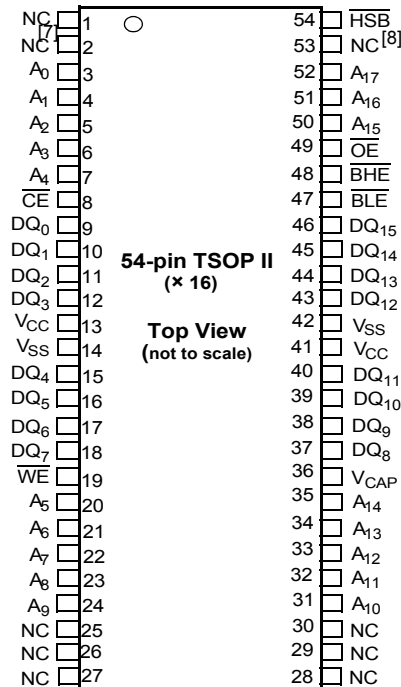 NC 1 54 HSB
[7]
NC 2 53 NC[8]
A0 3 52 A17
A1 4 51 A16
A2 5 50 A15
A3 6 49 OE
A4 7 48 BHE
CE 8 47 BLE
DQ0 9 46 DQ15
DQ1 10 45 DQ14
DQ2 11 44 DQ13
DQ3 12 43 DQ12
VCC 13 42 VSS
VSS 14 41 VCC
DQ4 15 40 DQ11
DQ5 16 39 DQ10
DQ6 17 38 DQ9
DQ7 18 37 DQ8
WE 19 36 VCAP
A5 20 35 A14
A6 21 34 A13
A7 22 33 A12
A8 23 32 A11
A9 24 31 A10
NC 25 30 NC
NC 26 29 NC
NC 27 28 NC
54-pin TSOP II
(× 16)
Top View
(not to scale)